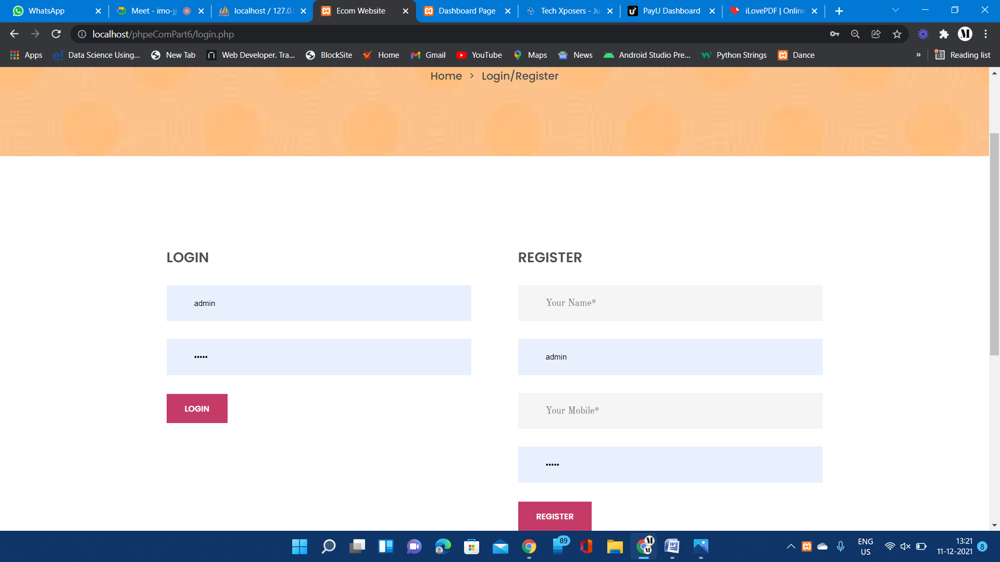 WhatsApp
Meet - imo-jj
localhost / 127.0.
Ecom Website
Dashboard Page
Tech Xposers - Ju
PayU Dashboard
iLovePDF | Online
localhost/phpeComPart6/login.php
Apps
Data Science Using...
New Tab
Web Developer. Tra...
BlockSite
Home
Gmail
YouTube
Maps
News
Android Studio Pre...
Python Strings
Dance
»
Reading list
Home > Login/Register
LOGIN
admin
•••••
LOGIN
REGISTER
Your Name*
admin
Your Mobile*
•••••
REGISTER
89
ENG
US
13:21
11-12-2021
8